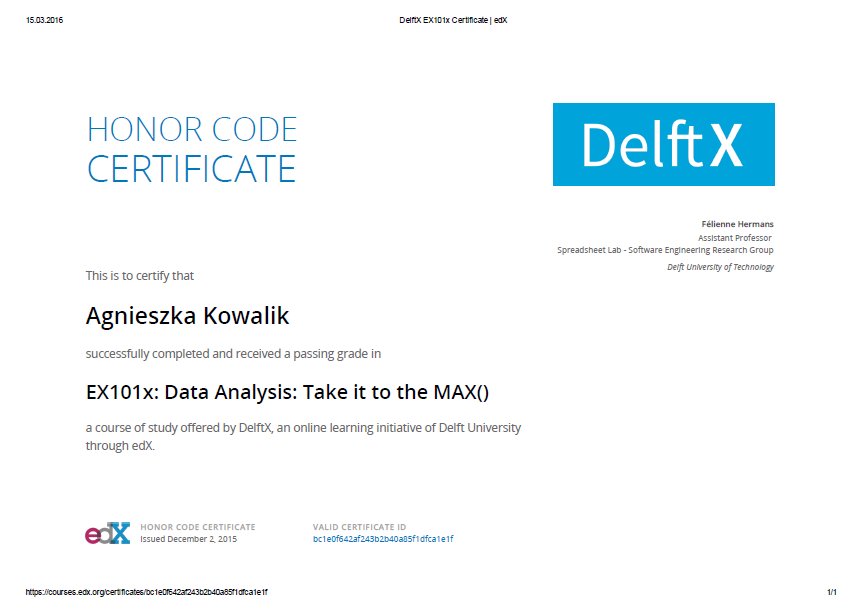 15.03.2016 DelftX EX101x Certificate | edX
HONOR CODE
CERTIFICATE
DelftX
Félienne Hermans
Assistant Professor
Spreadsheet Lab - Software Engineering Research Group
Delft University of Technology
This is to certify that
Agnieszka Kowalik
successfully completed and received a passing grade in
EX101x: Data Analysis: Take it to the MAX()
a course of study offered by DelftX, an online learning initiative of Delft University
through edX.
edX
HONOR CODE CERTIFICATE
Issued December 2, 2015
VALID CERTIFICATE ID
bc1e0f642af243b2b40a85f1dfca1e1f
https://courses.edx.org/certificates/bc1e0f642af243b2b40a85f1dfca1e1f 1/1